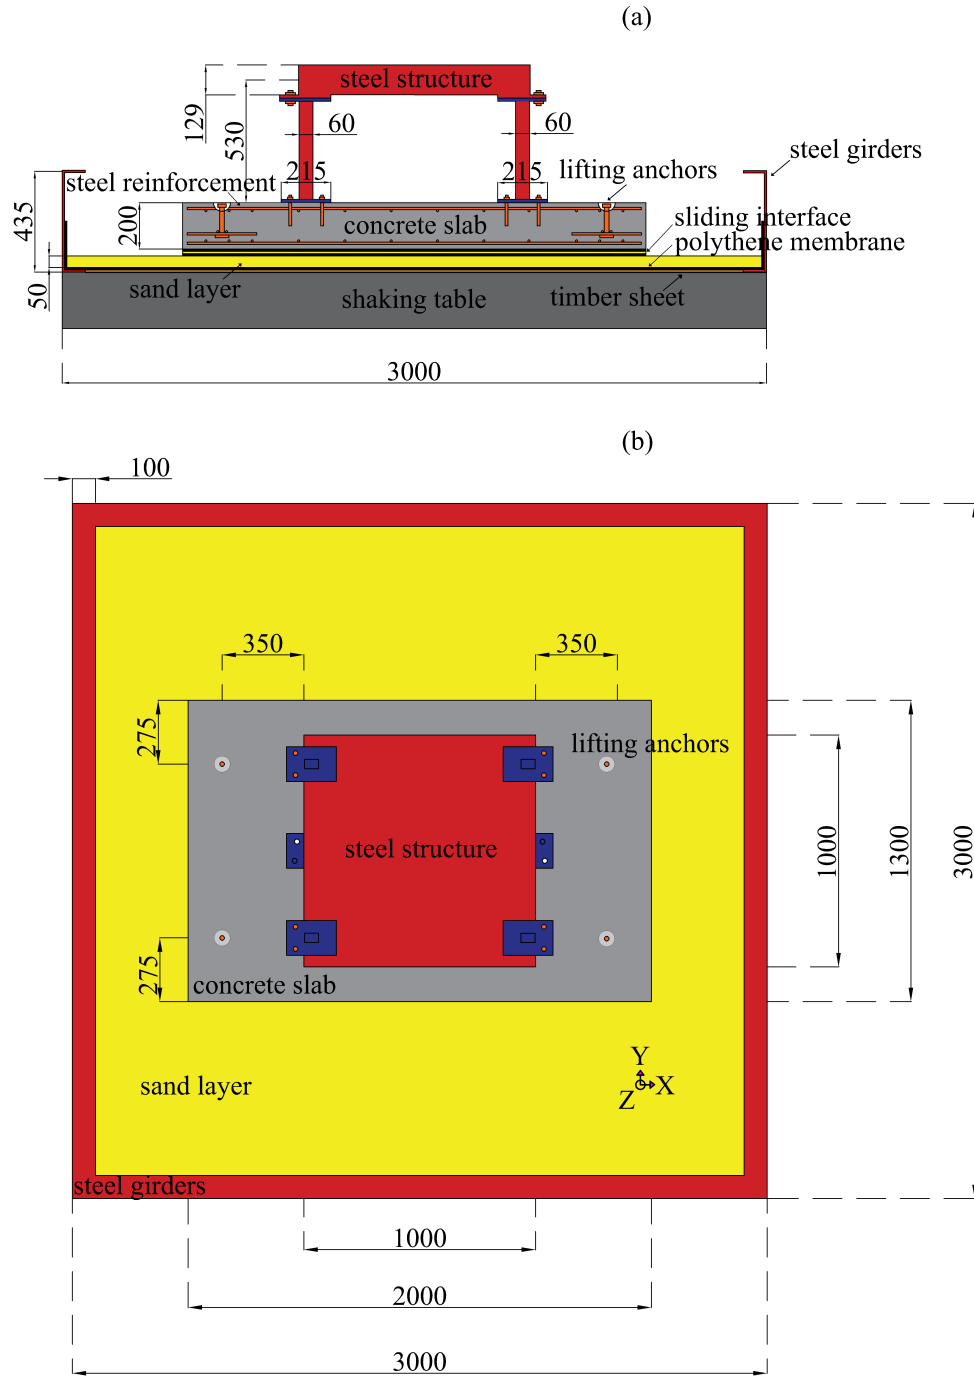 (a)
steel structure
129
530
60
60
steel girders
215
215
lifting anchors
steel reinforcement
435
200
concrete slab
sliding interface
polythene membrane
50
sand layer
shaking table
timber sheet
3000
(b)
100
350
350
275
lifting anchors
steel structure
1000
1300
3000
275
concrete slab
sand layer
Y
Z
X
steel girders
1000
2000
3000